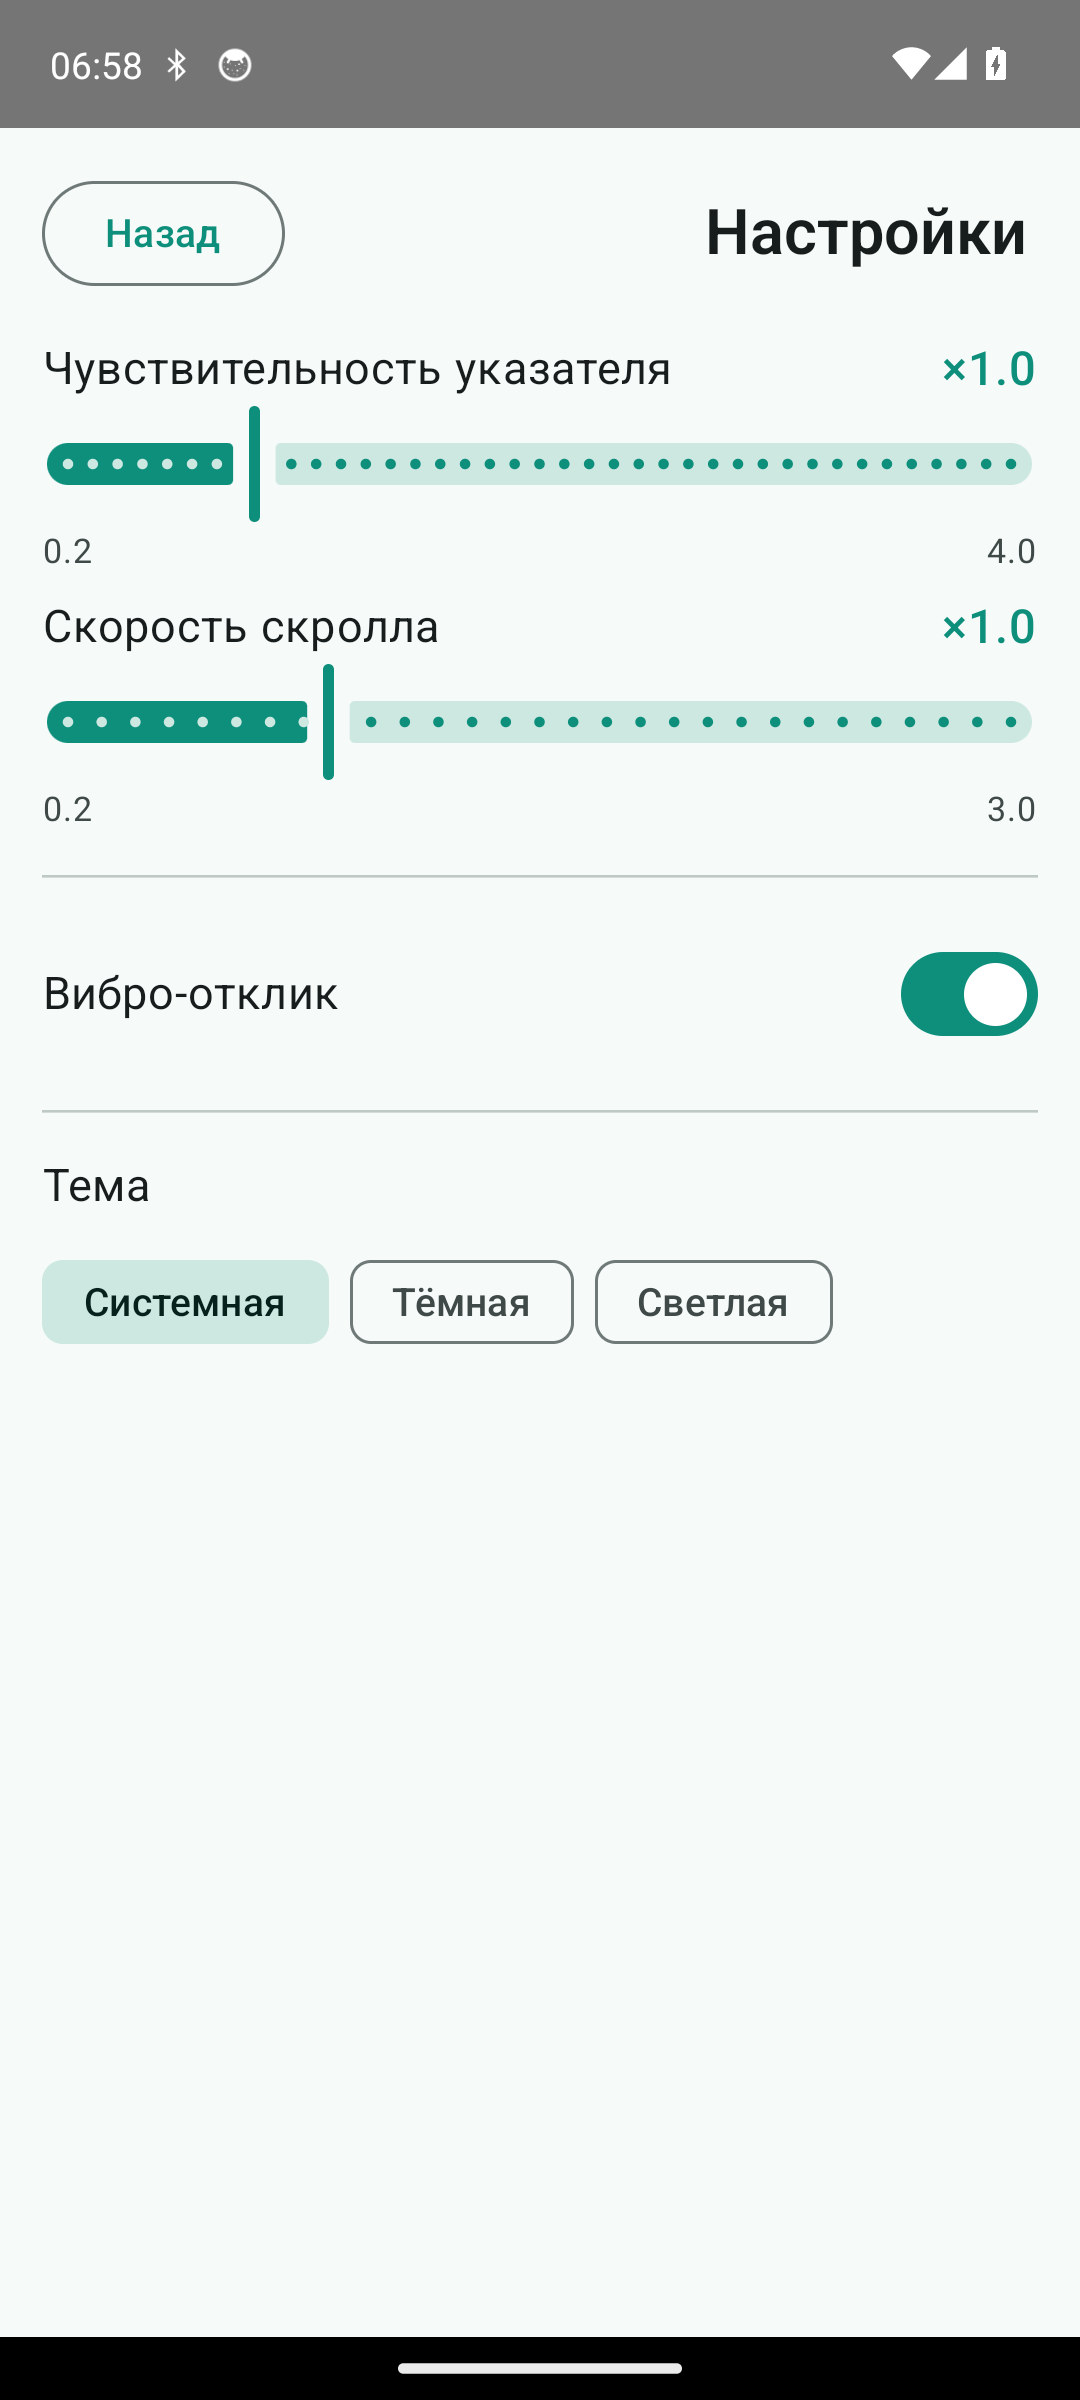 06:58
Назад
Настройки
Чувствительность указателя ×1.0
0.2 4.0
Скорость скролла ×1.0
0.2 3.0
Вибро-отклик
Тема
Системная Тёмная Светлая